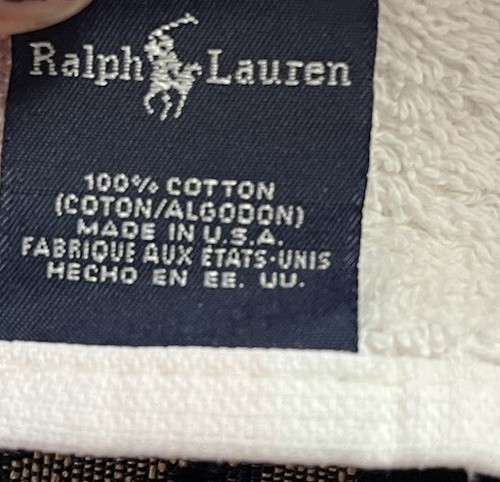 Ralph Lauren
100% COTTON
(COTON/ALGODON)
MADE IN U.S.A.
FABRIQUE AUX ETATS-UNIS
HECHO EN EE. UU.